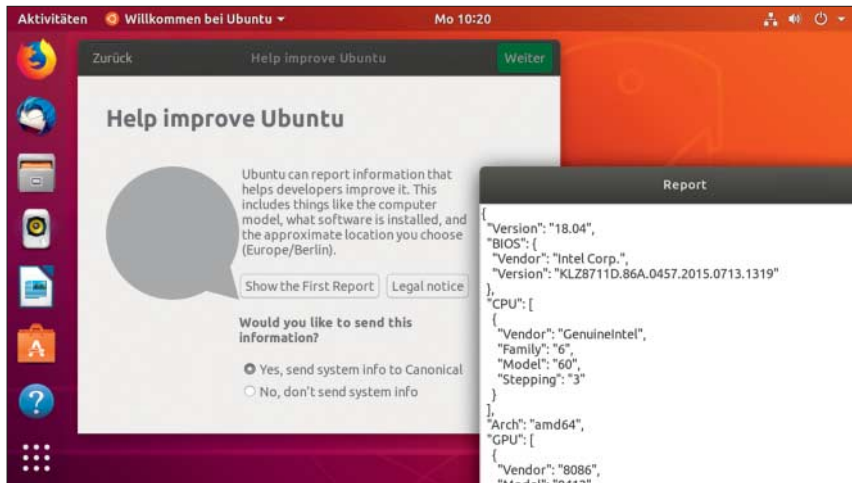 Aktivitäten Willkommen bei Ubuntu Mo 10:20
Zurück Help improve Ubuntu Weiter
Help improve Ubuntu
Ubuntu can report information that
helps developers improve it. This
includes things like the computer
model, what software is installed, and
the approximate location you choose
(Europe/Berlin).
Show the First Report Legal notice
Would you like to send this
information?
Yes, send system info to Canonical
No, don't send system info
Report
{
"Version": "18.04",
"BIOS": {
"Vendor": "Intel Corp.",
"Version": "KLZ8711D.86A.0457.2015.0713.1319"
},
"CPU": [
{
"Vendor": "GenuineIntel",
"Family": "6",
"Model": "60",
"Stepping": "3"
}
],
"Arch": "amd64",
"GPU": [
{
"Vendor": "8086",